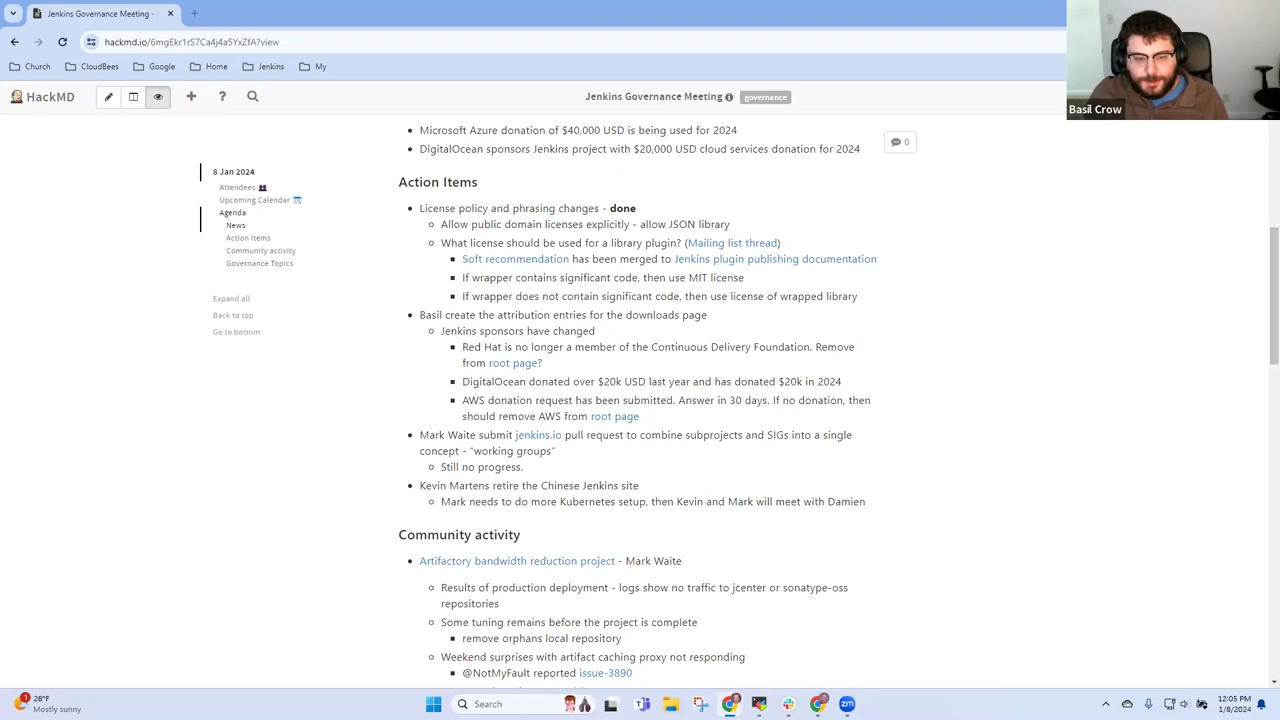 Jenkins Governance Meeting -
hackmd.io/6mgEkr1rS7Ca4j4a5YxZfA?view
Church
CloudBees
Google
Home
Jenkins
My
HackMD
Jenkins Governance Meeting
governance
Basil Crow
8 Jan 2024
Attendees
Upcoming Calendar
Agenda
News
Action Items
Community activity
Governance Topics
Expand all
Back to top
Go to bottom
Microsoft Azure donation of $40,000 USD is being used for 2024
DigitalOcean sponsors Jenkins project with $20,000 USD cloud services donation for 2024
0
Action Items
License policy and phrasing changes - done
Allow public domain licenses explicitly - allow JSON library
What license should be used for a library plugin? (Mailing list thread)
Soft recommendation has been merged to Jenkins plugin publishing documentation
If wrapper contains significant code, then use MIT license
If wrapper does not contain significant code, then use license of wrapped library
Basil create the attribution entries for the downloads page
Jenkins sponsors have changed
Red Hat is no longer a member of the Continuous Delivery Foundation. Remove
from root page?
DigitalOcean donated over $20k USD last year and has donated $20k in 2024
AWS donation request has been submitted. Answer in 30 days. If no donation, then
should remove AWS from root page
Mark Waite submit jenkins.io pull request to combine subprojects and SIGs into a single
concept - “working groups”
Still no progress.
Kevin Martens retire the Chinese Jenkins site
Mark needs to do more Kubernetes setup, then Kevin and Mark will meet with Damien
Community activity
Artifactory bandwidth reduction project - Mark Waite
Results of production deployment - logs show no traffic to jcenter or sonatype-oss
repositories
Some tuning remains before the project is complete
remove orphans local repository
Weekend surprises with artifact caching proxy not responding
@NotMyFault reported issue-3890
1
26°F
Mostly sunny
Search
zm
12:05 PM
1/8/2024